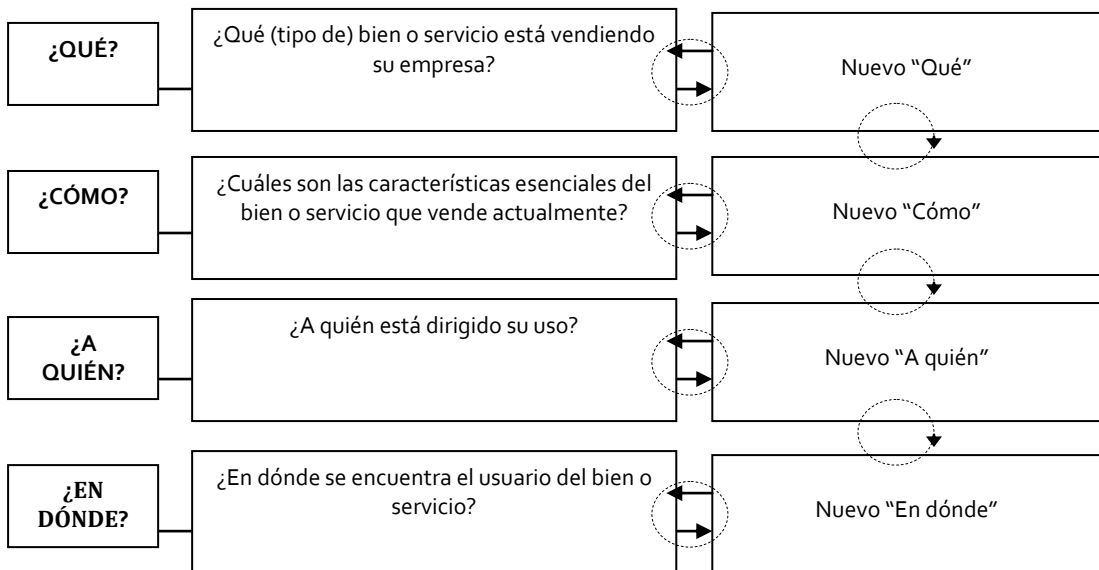 ¿QUÉ?
¿Qué (tipo de) bien o servicio está vendiendo
su empresa?
Nuevo “Qué”
¿CÓMO?
¿Cuáles son las características esenciales del
bien o servicio que vende actualmente?
Nuevo “Cómo”
¿A
QUIÉN?
¿A quién está dirigido su uso?
Nuevo “A quién”
¿EN
DÓNDE?
¿En dónde se encuentra el usuario del bien o
servicio?
Nuevo “En dónde”